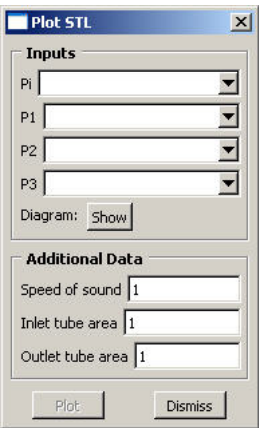 Plot STL
Inputs
Pi
P1
P2
P3
Diagram: Show
Additional Data
Speed of sound 1
Inlet tube area 1
Outlet tube area 1
Plot Dismiss